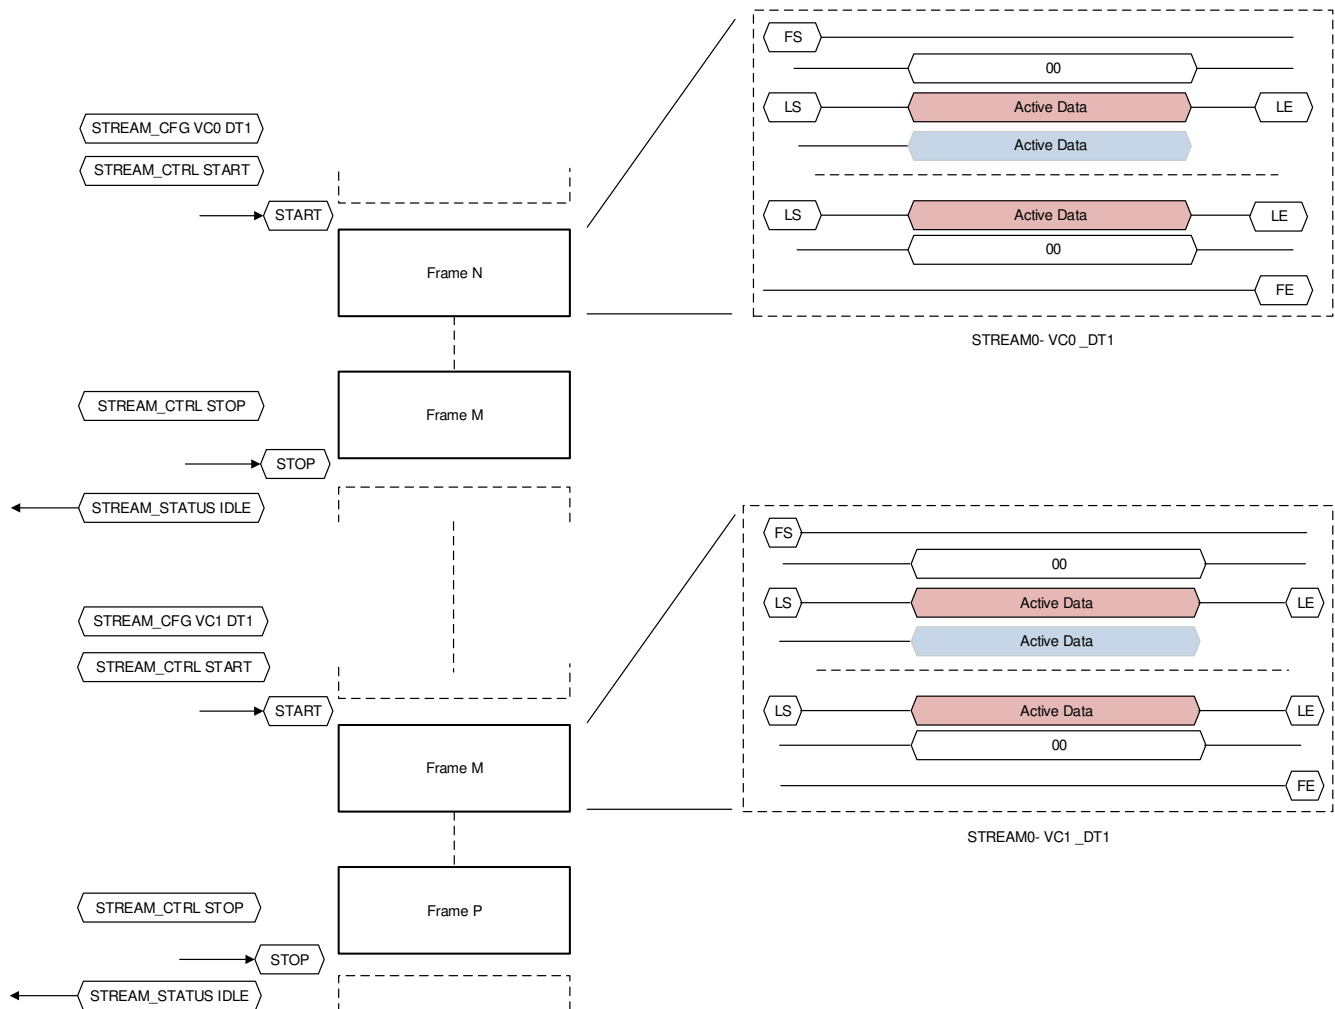 FS
00
LS Active Data LE
Active Data
LS Active Data LE
00
FE
STREAM0- VC0 _DT1
STREAM_CFG VC0 DT1
STREAM_CTRL START
START
Frame N
STREAM_CTRL STOP
Frame M
STOP
STREAM_STATUS IDLE
FS
00
LS Active Data LE
Active Data
LS Active Data LE
00
FE
STREAM0- VC1 _DT1
STREAM_CFG VC1 DT1
STREAM_CTRL START
START
Frame M
STREAM_CTRL STOP
Frame P
STOP
STREAM_STATUS IDLE